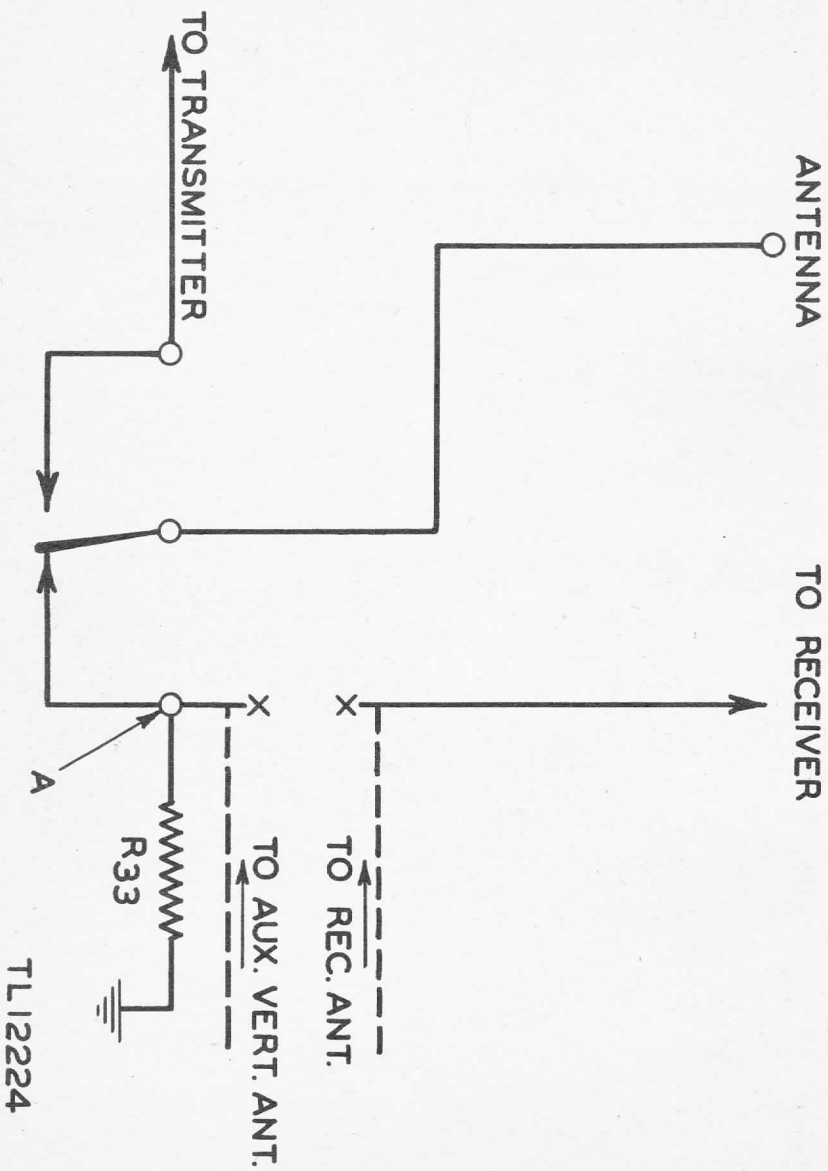 ANTENNA
TO RECEIVER
TO TRANSMITTER
TO REC. ANT.
TO AUX. VERT. ANT.
R33
A
TL12224